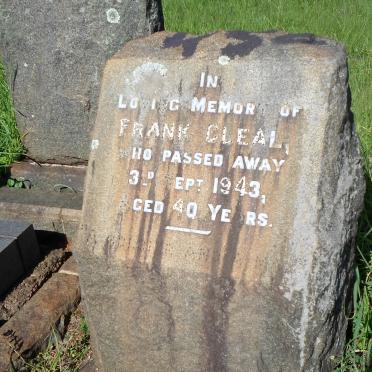 IN
LOVING MEMORY OF
FRANK CLEAL,
WHO PASSED AWAY
3RD SEPT 1943,
AGED 40 YEARS.